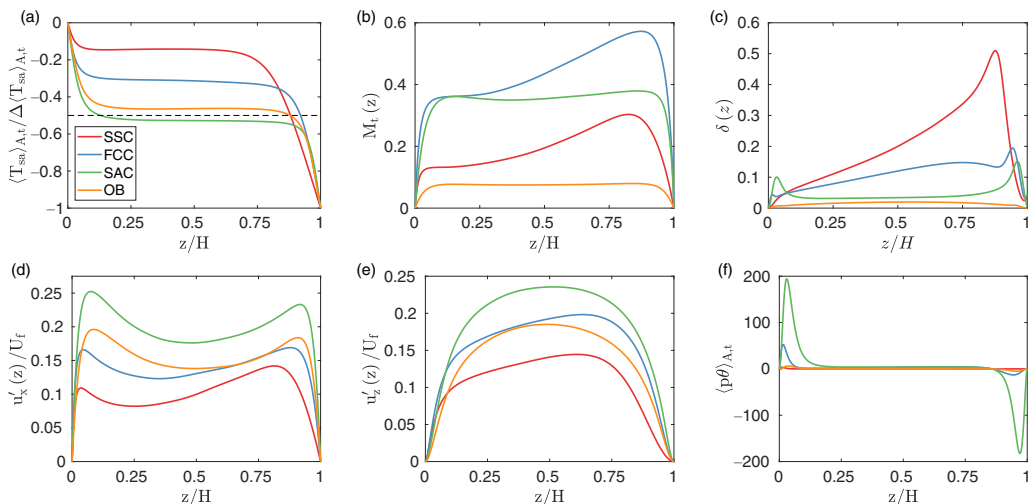 (a)
0
−0.2
−0.4
−0.6
−0.8
−1
⟨T_sa⟩_A,t/Δ⟨T_sa⟩_A,t
SSC
FCC
SAC
OB
1 0.25 0.5 0.75 1
z/H
(b)
0.6
0.4
0.2
0
M_t(z)
0 0.25 0.5 0.75 1
z/H
(c)
0.6
0.5
0.4
0.3
0.2
0.1
0
δ(z)
0 0.25 0.5 0.75 1
z/H
(d)
0.25
0.2
0.15
0.1
0.05
0
u′_x(z)/U_f
0 0.25 0.5 0.75 1
z/H
(e)
0.25
0.2
0.15
0.1
0.05
0
u′_z(z)/U_f
0 0.25 0.5 0.75 1
z/H
(f)
200
100
0
−100
−200
⟨pθ⟩_A,t
0 0.25 0.5 0.75 1
z/H